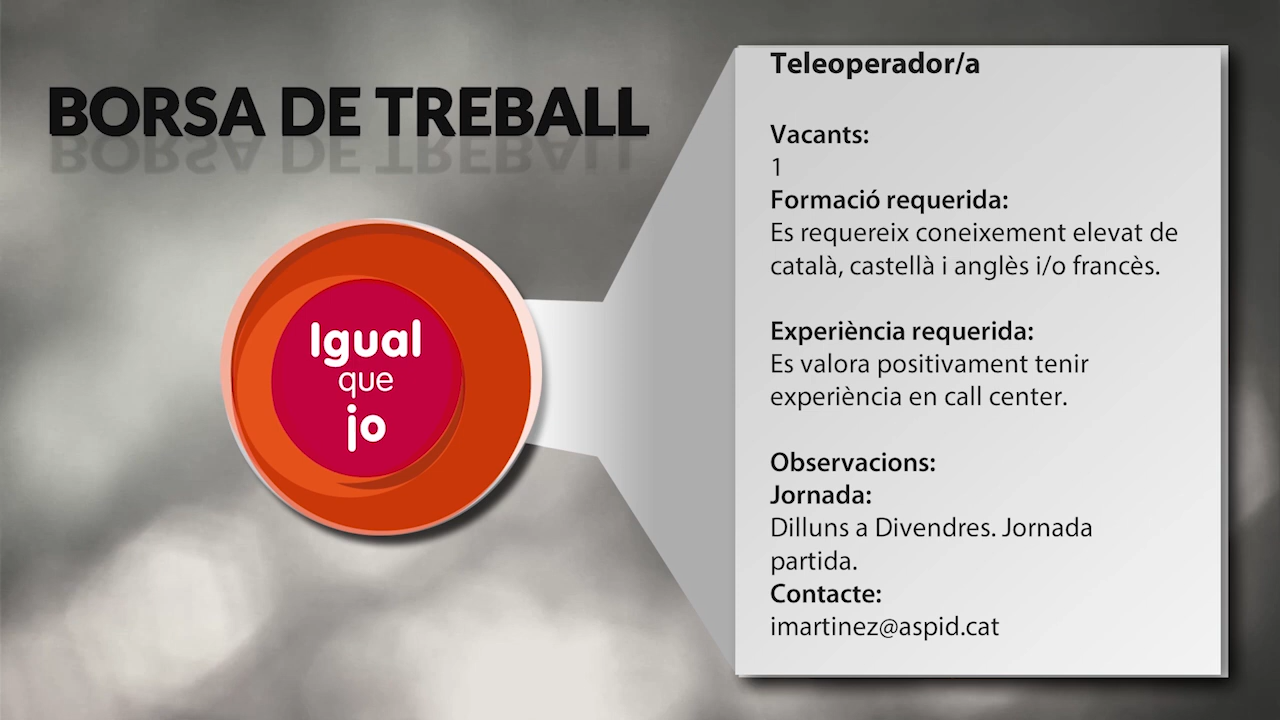 BORSA DE TREBALL
Igual
que
jo
Teleoperador/a
Vacants:
1
Formació requerida:
Es requereix coneixement elevat de
català, castellà i anglès i/o francès.
Experiència requerida:
Es valora positivament tenir
experiència en call center.
Observacions:
Jornada:
Dilluns a Divendres. Jornada
partida.
Contacte:
imartinez@aspid.cat